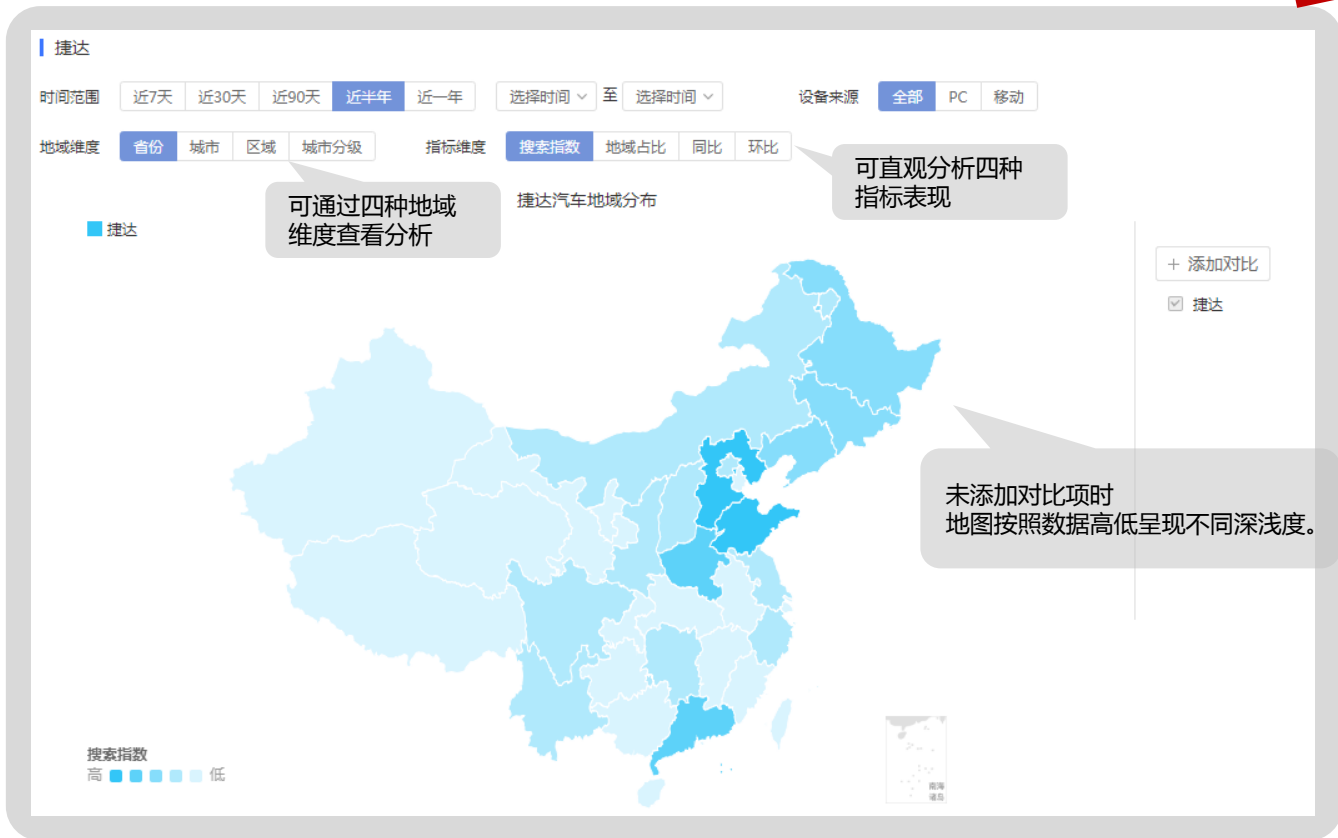 捷达
时间范围 近7天 近30天 近90天 近半年 近一年 选择时间 至 选择时间 设备来源 全部 PC 移动
地域维度 省份 城市 区域 城市分级 指标维度 搜索指数 地域占比 同比 环比
可直观分析四种
指标表现
可通过四种地域
维度查看分析
捷达汽车地域分布
捷达
+ 添加对比
捷达
未添加对比项时
地图按照数据高低呈现不同深浅度。
搜索指数
高 低
南海
诸岛